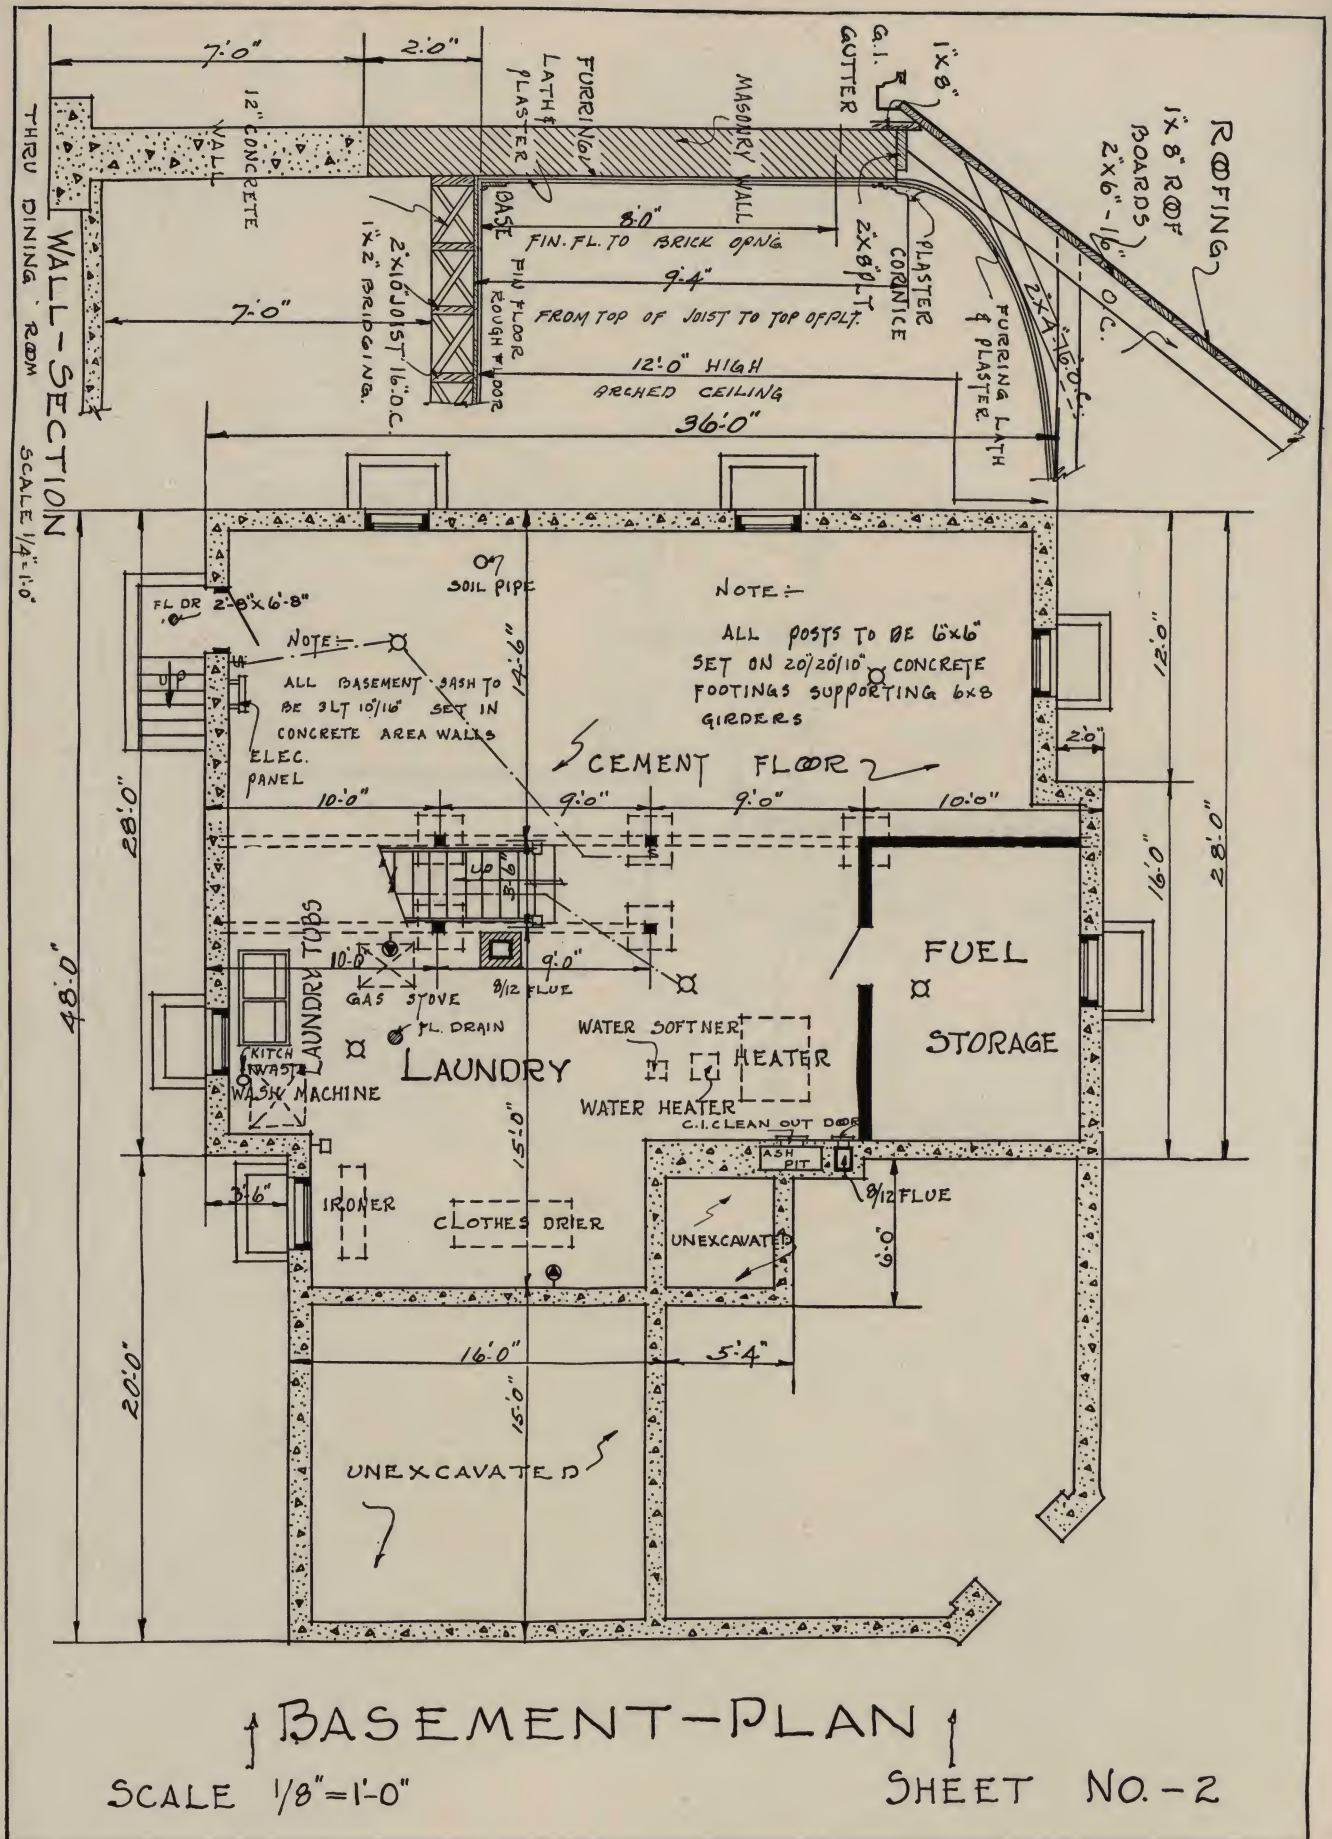 7'-0"
2'-0"
12" CONCRETE
WALL
FURRING
LATH &
PLASTER
MASONRY WALL
G.I.
GUTTER
1"X8"
ROOFING
1"X8" ROOF
BOARDS
2"X6"-16" O.C.
BASE
8'-0"
FIN. FL. TO BRICK OPNG
2"X8" PLT
PLASTER
CORNICE
9'-4"
FROM TOP OF JOIST TO TOP OF PLT.
2"X4"-16" O.C.
FURRING LATH
& PLASTER
12'-0" HIGH
ARCHED CEILING
FIN FLOOR
ROUGH FLOOR
2"X10" JOIST 16" O.C.
1"X2" BRIDGING.
7'-0"
WALL-SECTION
THRU DINING ROOM
SCALE 1/4"=1'-0"
36'-0"
SOIL PIPE
FL DR
2'-8"X6'-8"
UP
NOTE:-
ALL BASEMENT SASH TO
BE 3LT 10"/16" SET IN
CONCRETE AREA WALLS
ELEC.
PANEL
14'-6"
NOTE:-
ALL POSTS TO BE 6"X6"
SET ON 20"/20"/10" CONCRETE
FOOTINGS SUPPORTING 6X8
GIRDERS
12'-0"
2'-0"
CEMENT FLOOR
10'-0"
9'-0"
9'-0"
10'-0"
28'-0"
16'-0"
28'-0"
48'-0"
UP
3'-6"
LAUNDRY TUBS
10'-0"
9'-0"
GAS STOVE
8/12 FLUE
FL. DRAIN
FUEL
STORAGE
LAUNDRY
WATER SOFTNER
HEATER
WATER HEATER
KITCH
WASTE
WASH MACHINE
C.I. CLEAN OUT DOOR
ASH
PIT
8/12 FLUE
15'-0"
3'-6"
IRONER
CLOTHES DRIER
UNEXCAVATED
6'-0"
20'-0"
16'-0"
5'-4"
15'-0"
UNEXCAVATED
BASEMENT-PLAN
SCALE 1/8"=1'-0"
SHEET NO.-2